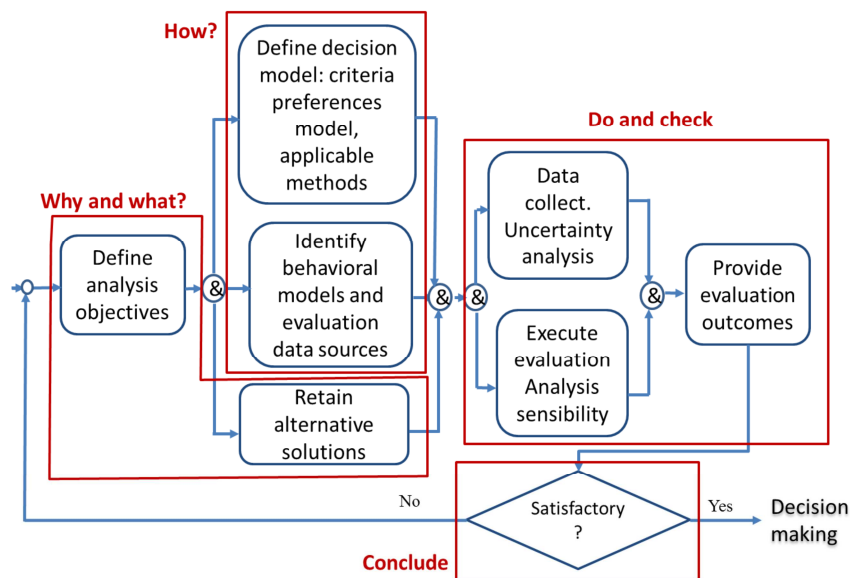 How?
Define decision
model: criteria
preferences
model,
applicable
methods
Do and check
Why and what?
Data
collect.
Uncertainty
analysis
Define
analysis
objectives
&
Identify
behavioral
models and
evaluation
data sources
&
&
&
Provide
evaluation
outcomes
Execute
evaluation
Analysis
sensibility
Retain
alternative
solutions
No
Satisfactory
?
Yes
Decision
making
Conclude